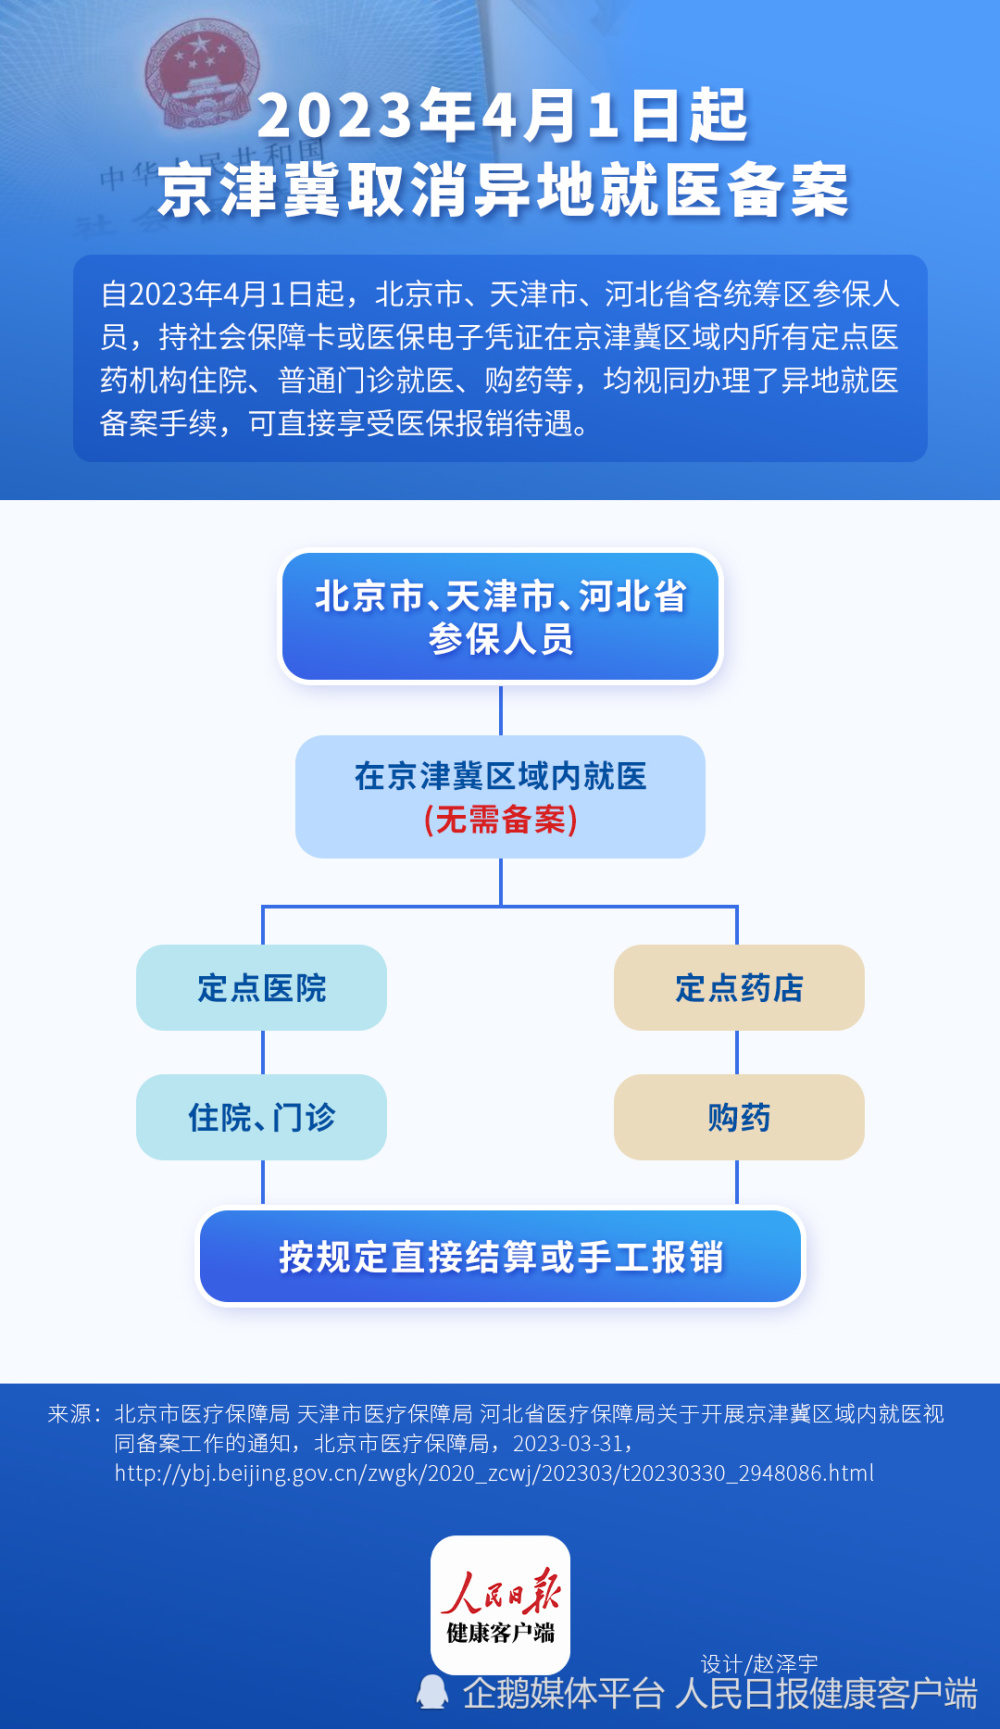 中华人民共和国
社会
2023年4月1日起
京津冀取消异地就医备案
自2023年4月1日起，北京市、天津市、河北省各统筹区参保人
员，持社会保障卡或医保电子凭证在京津冀区域内所有定点医
药机构住院、普通门诊就医、购药等，均视同办理了异地就医
备案手续，可直接享受医保报销待遇。
北京市、天津市、河北省
参保人员
在京津冀区域内就医
(无需备案)
定点医院
定点药店
住院、门诊
购药
按规定直接结算或手工报销
来源：北京市医疗保障局 天津市医疗保障局 河北省医疗保障局关于开展京津冀区域内就医视
同备案工作的通知，北京市医疗保障局，2023-03-31，
http://ybj.beijing.gov.cn/zwgk/2020_zcwj/202303/t20230330_2948086.html
人民日报
健康客户端
设计/赵泽宇
企鹅媒体平台 人民日报健康客户端